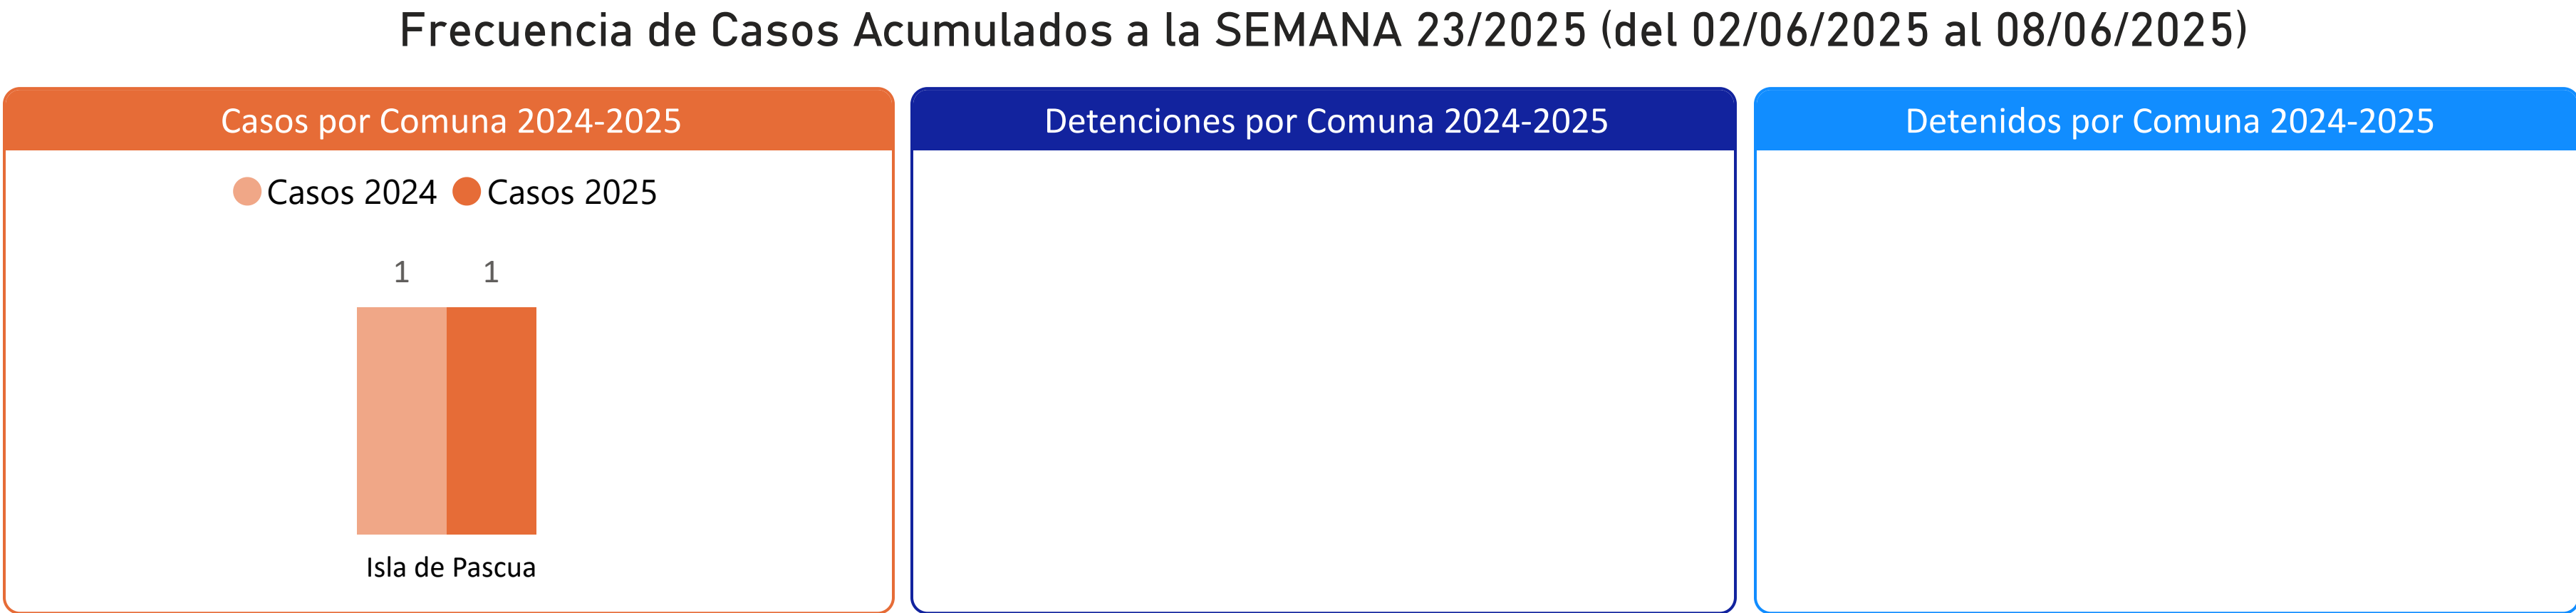 Frecuencia de Casos Acumulados a la SEMANA 23/2025 (del 02/06/2025 al 08/06/2025)
Casos por Comuna 2024-2025
Casos 2024 Casos 2025
1 1
Isla de Pascua
Detenciones por Comuna 2024-2025
Detenidos por Comuna 2024-2025